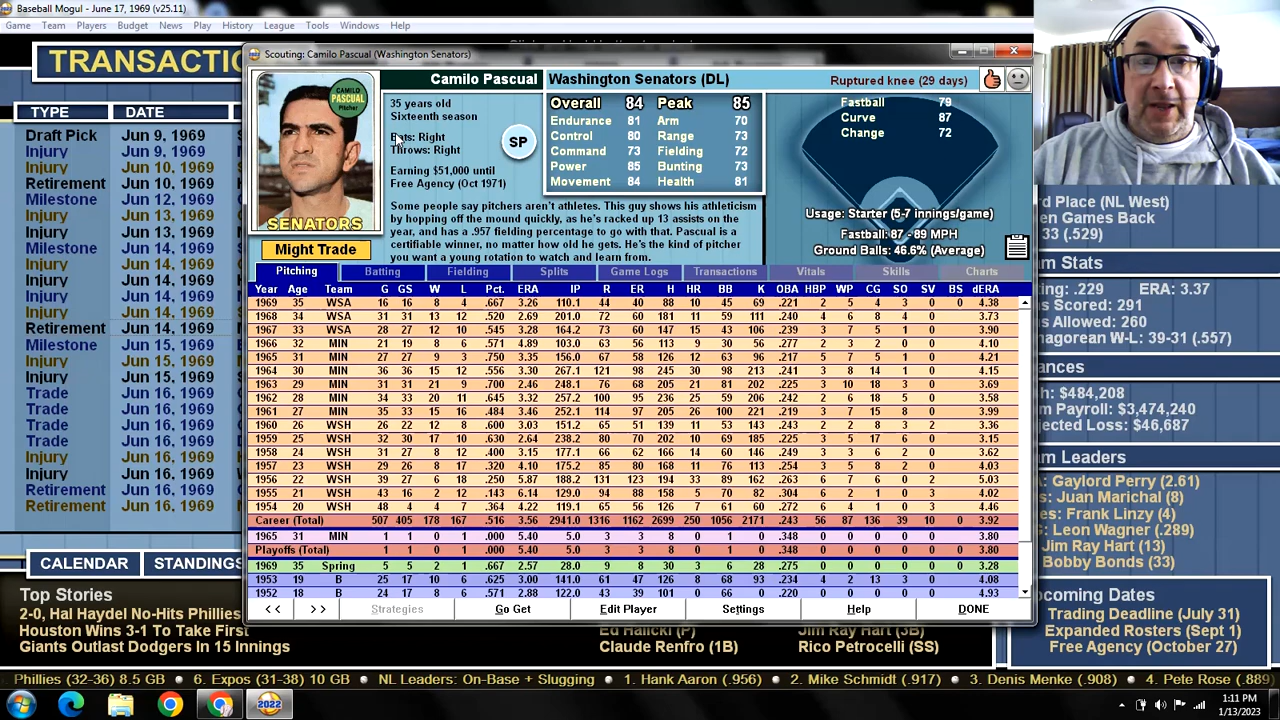 Baseball Mogul - June 17, 1969 (v25.11)
Game Team Players Budget News Play History League Tools Windows Help
TRANSACTIO
TYPE DATE
Draft Pick Jun 9, 1969
Injury Jun 9, 1969
Injury Jun 10, 1969
Retirement Jun 10, 1969
Milestone Jun 12, 1969
Injury Jun 13, 1969
Injury Jun 13, 1969
Milestone Jun 13, 1969
Injury Jun 14, 1969
Injury Jun 14, 1969
Injury Jun 14, 1969
Injury Jun 14, 1969
Retirement Jun 14, 1969
Milestone Jun 15, 1969
Injury Jun 15, 1969
Injury Jun 15, 1969
Trade Jun 16, 1969
Trade Jun 16, 1969
Trade Jun 16, 1969
Injury Jun 16, 1969
Injury Jun 16, 1969
Retirement Jun 16, 1969
Retirement Jun 16, 1969
CALENDAR STANDINGS
Top Stories
2-0, Hal Haydel No-Hits Phillies
Houston Wins 3-1 To Take First
Giants Outlast Dodgers In 15 Innings
Scouting: Camilo Pascual (Washington Senators)
CAMILO
PASCUAL
Pitcher
SENATORS
Might Trade
Camilo Pascual
35 years old
Sixteenth season
Bats: Right
Throws: Right
Earning $51,000 until
Free Agency (Oct 1971)
SP
Washington Senators (DL)
Overall 84 Peak 85
Endurance 81 Arm 70
Control 80 Range 73
Command 73 Fielding 72
Power 85 Bunting 73
Movement 84 Health 81
Ruptured knee (29 days)
Fastball 79
Curve 87
Change 72
Usage: Starter (5-7 innings/game)
Fastball: 87 - 89 MPH
Ground Balls: 46.6% (Average)
Some people say pitchers aren't athletes. This guy shows his athleticism
by hopping off the mound quickly, as he's racked up 13 assists on the
year, and has a .957 fielding percentage to go with that. Pascual is a
certifiable winner, no matter how old he gets. He's the kind of pitcher
you want a young rotation to watch and learn from.
Pitching Batting Fielding Splits Game Logs Transactions Vitals Skills Charts
Year Age Team G GS W L Pct. ERA IP R ER H HR BB K OBA HBP WP CG SO SV BS dERA
1969 35 WSA 16 16 8 4 .667 3.26 110.1 44 40 88 10 45 69 .221 2 5 4 3 0 0 4.38
1968 34 WSA 31 31 13 12 .520 2.69 201.0 72 60 181 11 59 111 .240 4 6 8 4 0 0 3.73
1967 33 WSA 28 27 12 10 .545 3.28 164.2 73 60 147 15 43 106 .239 3 7 5 1 0 0 3.90
1966 32 MIN 21 19 8 6 .571 4.89 103.0 63 56 113 9 30 56 .277 2 3 2 0 0 0 4.10
1965 31 MIN 27 27 9 3 .750 3.35 156.0 67 58 126 12 63 96 .217 5 7 5 1 0 0 4.21
1964 30 MIN 36 36 15 12 .556 3.30 267.1 121 98 245 30 98 213 .241 3 8 14 1 0 0 4.15
1963 29 MIN 31 31 21 9 .700 2.46 248.1 76 68 205 21 81 202 .225 3 10 18 3 0 0 3.69
1962 28 MIN 34 33 20 11 .645 3.32 257.2 100 95 236 25 59 206 .242 2 6 18 5 0 0 3.58
1961 27 MIN 35 33 15 16 .484 3.46 252.1 114 97 205 26 100 221 .219 3 7 15 8 0 0 3.99
1960 26 WSH 26 22 12 8 .600 3.03 151.2 65 51 139 11 53 143 .243 2 2 8 3 2 0 3.36
1959 25 WSH 32 30 17 10 .630 2.64 238.2 80 70 202 10 69 185 .225 3 5 17 6 0 0 3.15
1958 24 WSH 31 27 8 12 .400 3.15 177.1 66 62 166 14 60 146 .249 3 3 6 2 0 0 3.62
1957 23 WSH 29 26 8 17 .320 4.10 175.2 85 80 168 11 76 113 .254 3 5 8 2 0 0 4.03
1956 22 WSH 39 27 6 18 .250 5.87 188.2 131 123 194 33 89 162 .263 6 7 6 0 2 0 5.03
1955 21 WSH 43 16 2 12 .143 6.14 129.0 94 88 158 5 70 82 .304 6 2 1 0 3 0 4.02
1954 20 WSH 48 4 4 7 .364 4.22 119.1 65 56 126 7 61 60 .272 6 4 1 0 3 0 4.46
Career (Total) 507 405 178 167 .516 3.56 2941.0 1316 1162 2699 250 1056 2171 .243 56 87 136 39 10 0 3.92
1965 31 MIN 1 1 0 1 .000 5.40 5.0 3 3 8 0 1 0 .348 0 0 0 0 0 0 3.80
Playoffs (Total) 1 1 0 1 .000 5.40 5.0 3 3 8 0 1 0 .348 0 0 0 0 0 0 3.80
1969 35 Spring 5 5 2 1 .667 2.57 28.0 9 8 30 3 6 28 .275 0 0 0 0 0 0 3.28
1953 19 B 25 17 10 6 .625 3.00 141.0 61 47 126 8 68 93 .234 4 2 13 3 0 0 4.08
1952 18 B 24 17 8 6 .571 2.88 122.0 43 39 108 0 66 .234 0 0 9 1 0 0 4.93
<< >> Strategies Go Get Edit Player Settings Help DONE
Ed Halicki (P) Jim Ray Hart (3B)
Claude Renfro (1B) Rico Petrocelli (SS)
rd Place (NL West)
en Games Back
33 (.529)
am Stats
ting: .229 ERA: 3.37
ns Scored: 291
ns Allowed: 260
hagorean W-L: 39-31 (.557)
ances
sh: $484,208
m Payroll: $3,474,240
jected Loss: $46,687
am Leaders
A: Gaylord Perry (2.61)
s: Juan Marichal (8)
es: Frank Linzy (4)
G: Leon Wagner (.289)
Jim Ray Hart (13)
Bobby Bonds (33)
pcoming Dates
Trading Deadline (July 31)
Expanded Rosters (Sept 1)
Free Agency (October 27)
Phillies (32-36) 8.5 GB • 6. Expos (31-38) 10 GB • NL Leaders: On-Base + Slugging • 1. Hank Aaron (.956) • 2. Mike Schmidt (.917) • 3. Denis Menke (.908) • 4. Pete Rose (.889)
2022
1:11 PM
1/13/2023